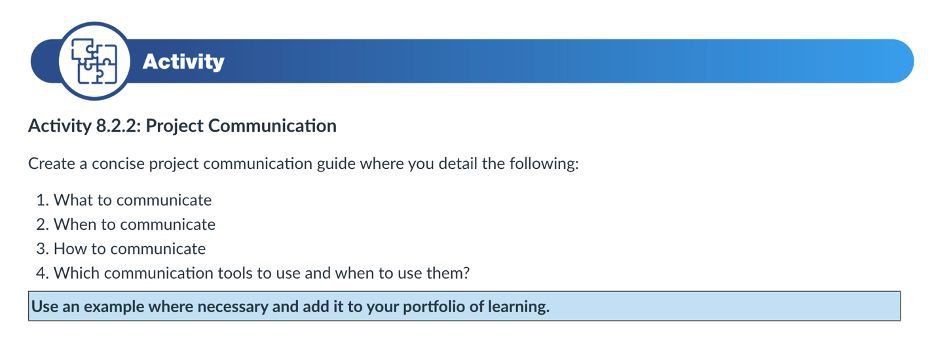 Activity
Activity 8.2.2: Project Communication
Create a concise project communication guide where you detail the following:
1. What to communicate
2. When to communicate
3. How to communicate
4. Which communication tools to use and when to use them?
Use an example where necessary and add it to your portfolio of learning.